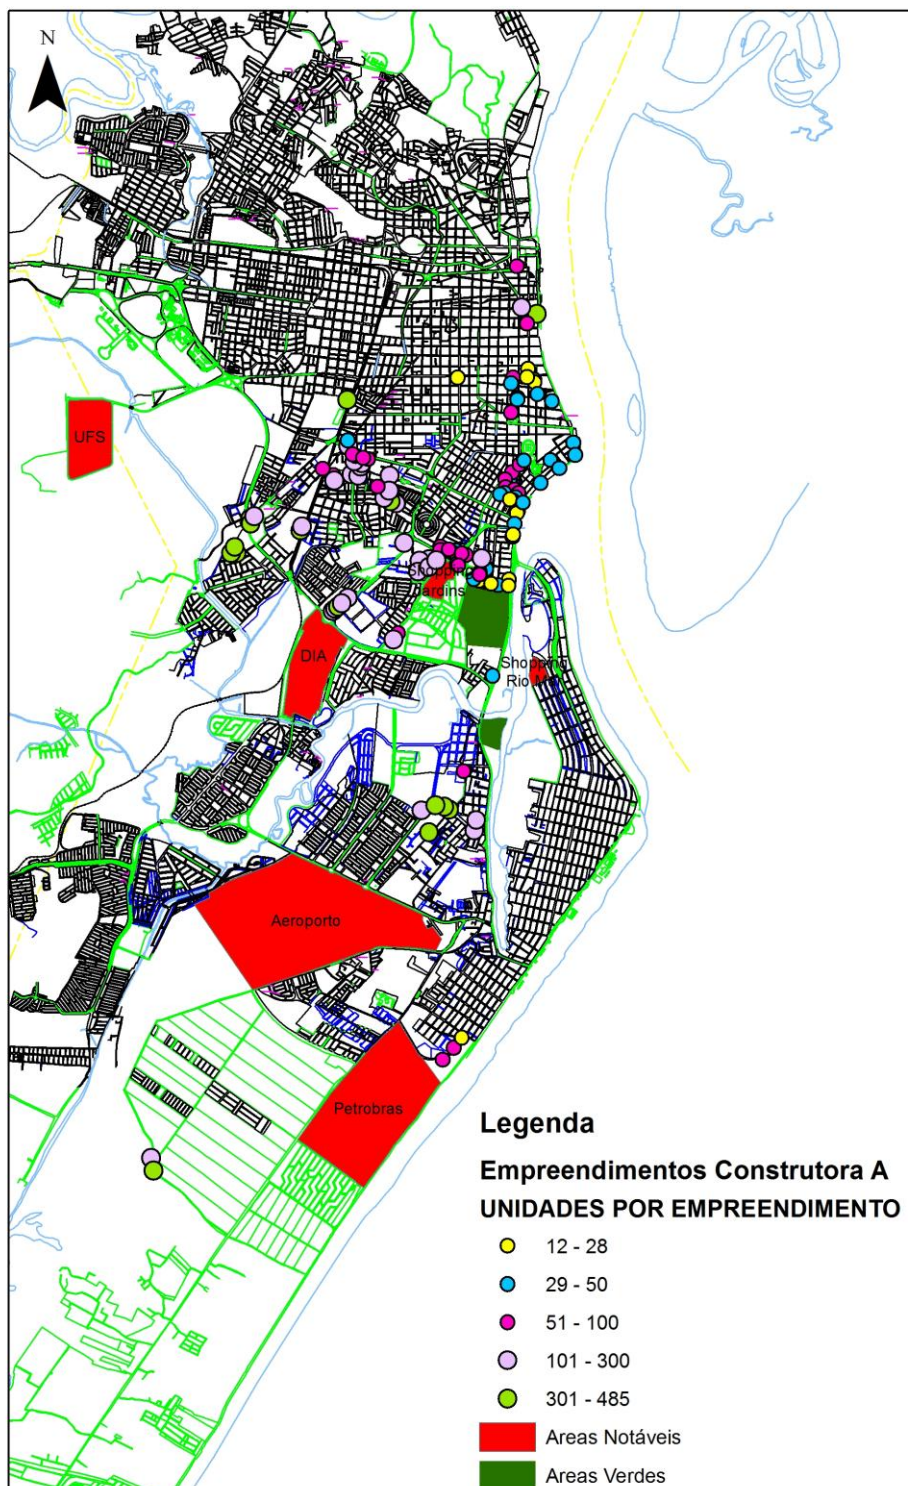 N
UFS
Shopping
Jardins
DIA
Shopping
Rio Mar
Aeroporto
Petrobras
Legenda
Empreendimentos Construtora A
UNIDADES POR EMPREENDIMENTO
12 - 28
29 - 50
51 - 100
101 - 300
301 - 485
Areas Notáveis
Areas Verdes